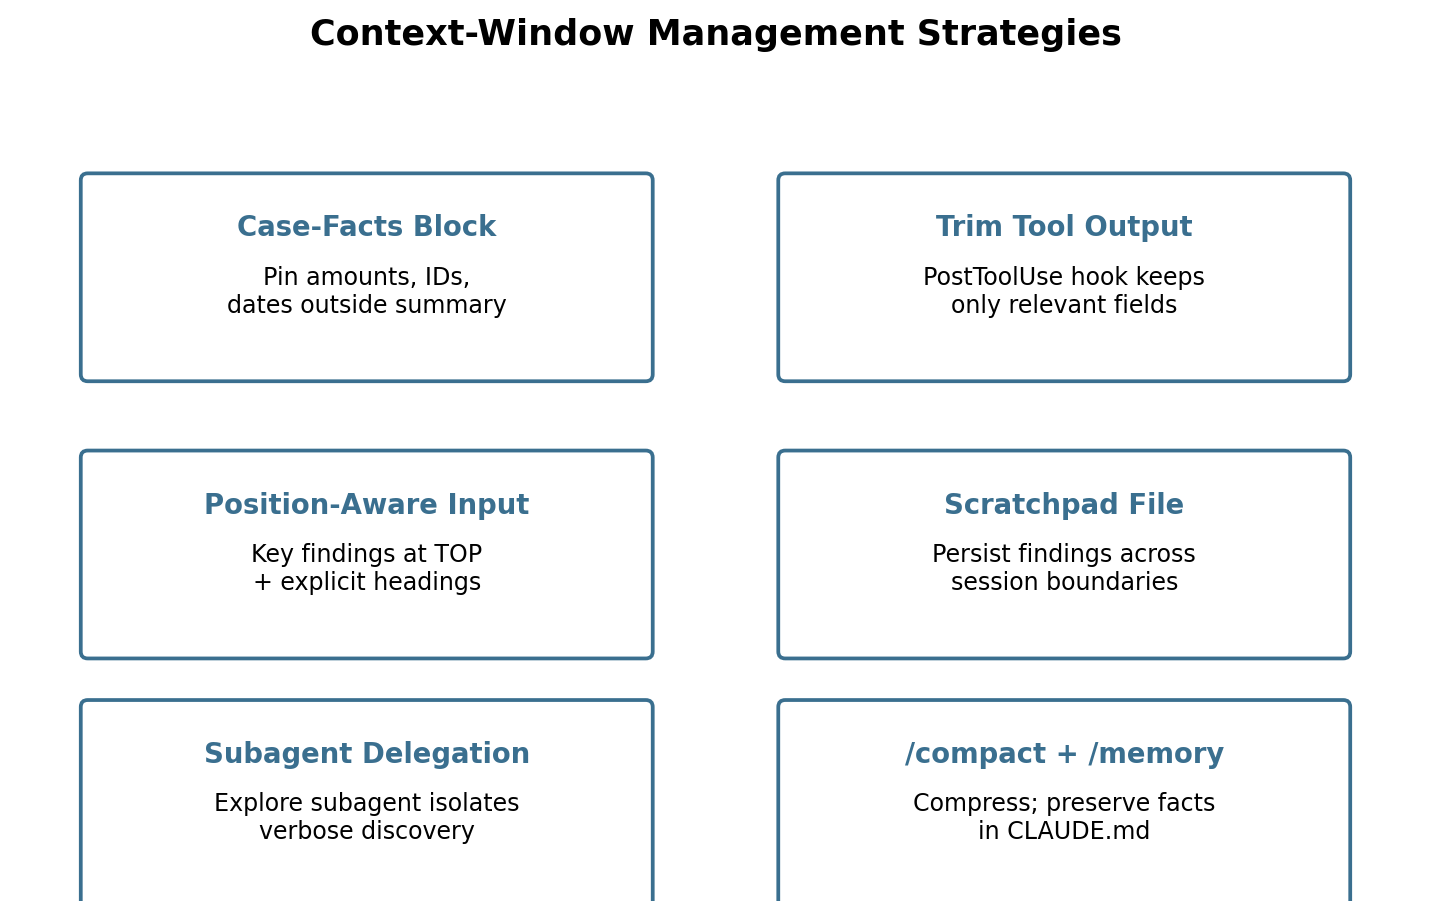 Context-Window Management Strategies
Case-Facts Block
Pin amounts, IDs,
dates outside summary
Trim Tool Output
PostToolUse hook keeps
only relevant fields
Position-Aware Input
Key findings at TOP
+ explicit headings
Scratchpad File
Persist findings across
session boundaries
Subagent Delegation
Explore subagent isolates
verbose discovery
/compact + /memory
Compress; preserve facts
in CLAUDE.md